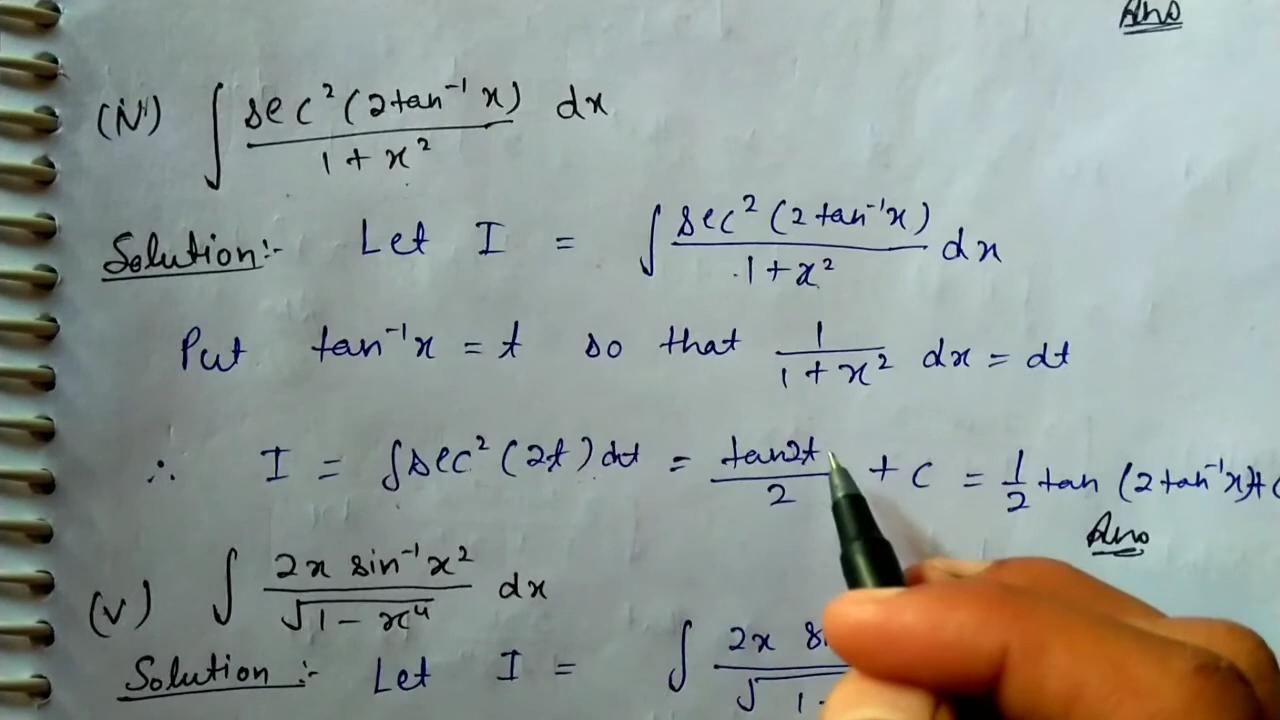 Ans
(iv) ∫ sec²(2tan⁻¹x) / 1+x² dx
Solution:- Let I = ∫ sec²(2tan⁻¹x) / 1+x² dx
Put tan⁻¹x = t so that 1 / 1+x² dx = dt
∴ I = ∫sec²(2t)dt = tan2t / 2 + c = 1/2 tan (2tan⁻¹x)+c
Ans
(v) ∫ 2x sin⁻¹x² / √1-x⁴ dx
Solution:- Let I = ∫ 2x / √1-